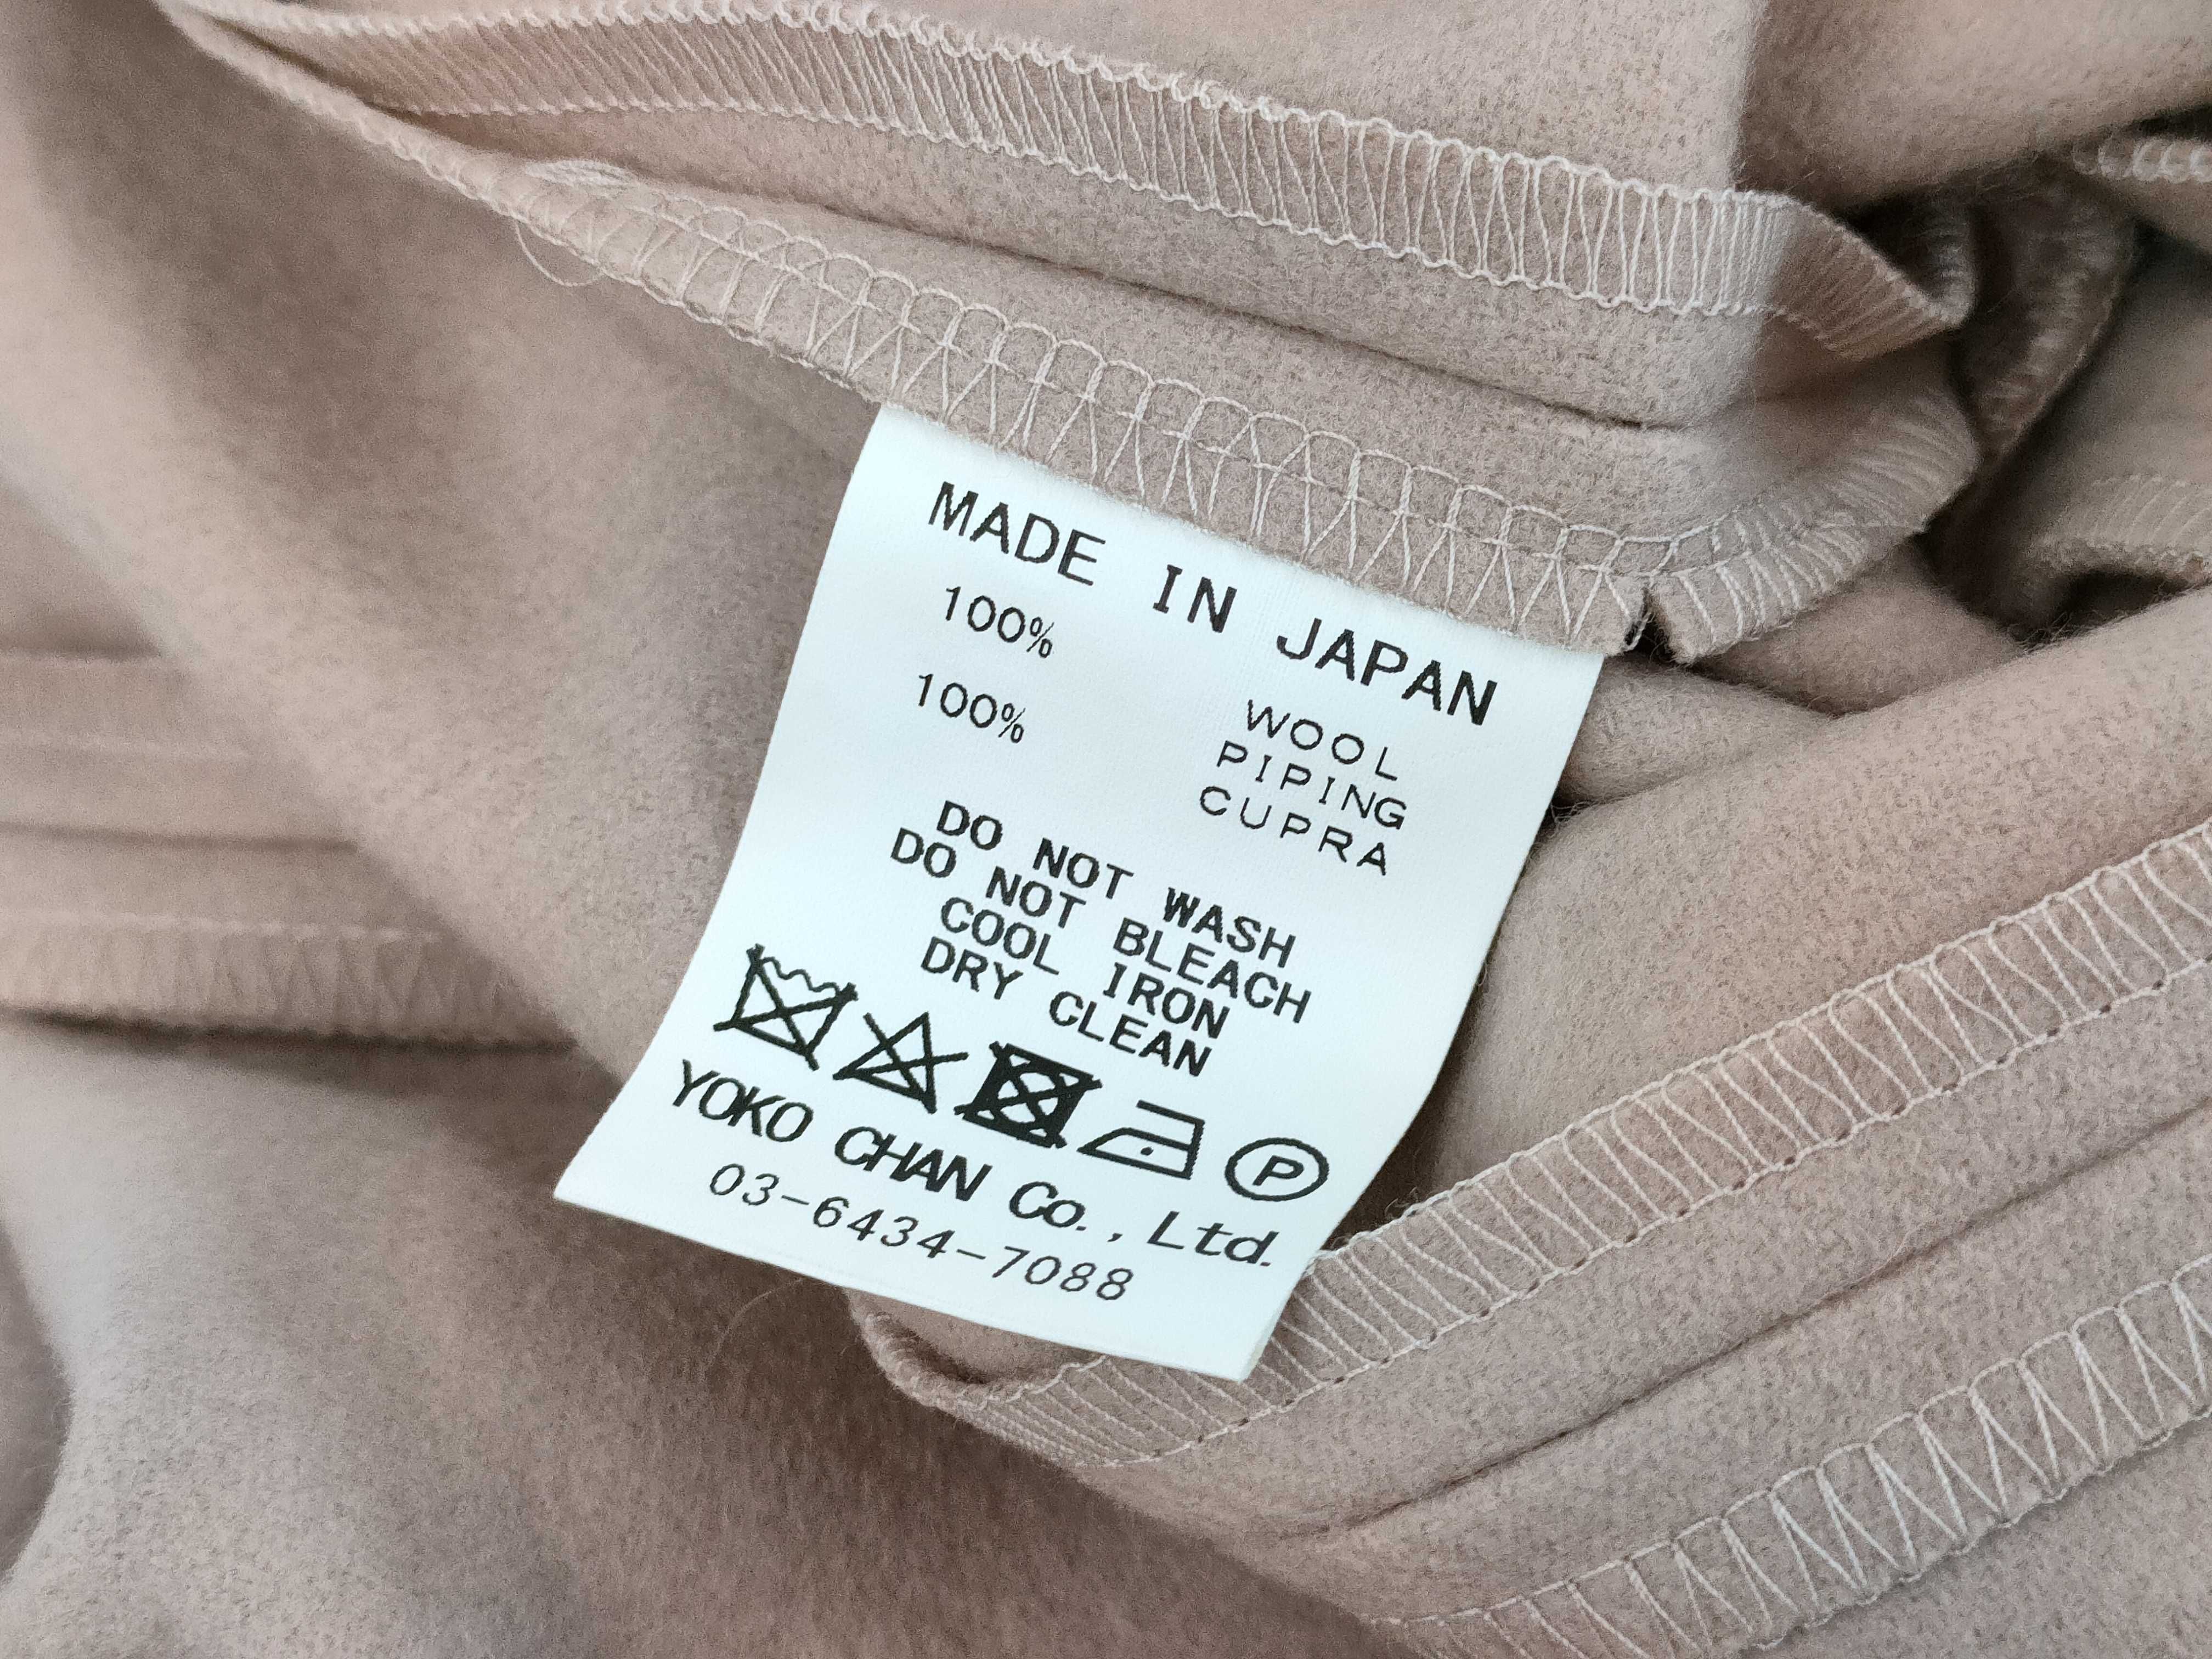 MADE IN JAPAN
100% WOOL
PIPING
100% CUPRA
DO NOT WASH
DO NOT BLEACH
COOL IRON
DRY CLEAN
P
YOKO CHAN Co., Ltd.
03-6434-7088